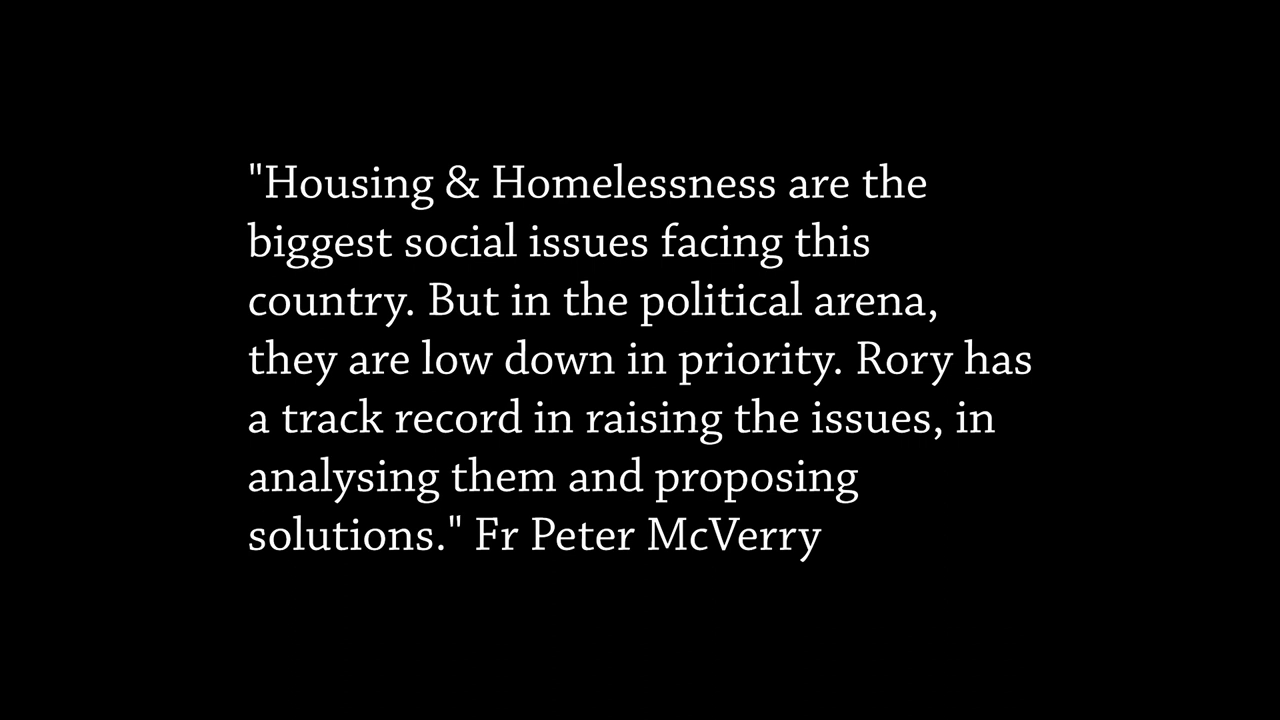 "Housing & Homelessness are the
biggest social issues facing this
country. But in the political arena,
they are low down in priority. Rory has
a track record in raising the issues, in
analysing them and proposing
solutions." Fr Peter McVerry